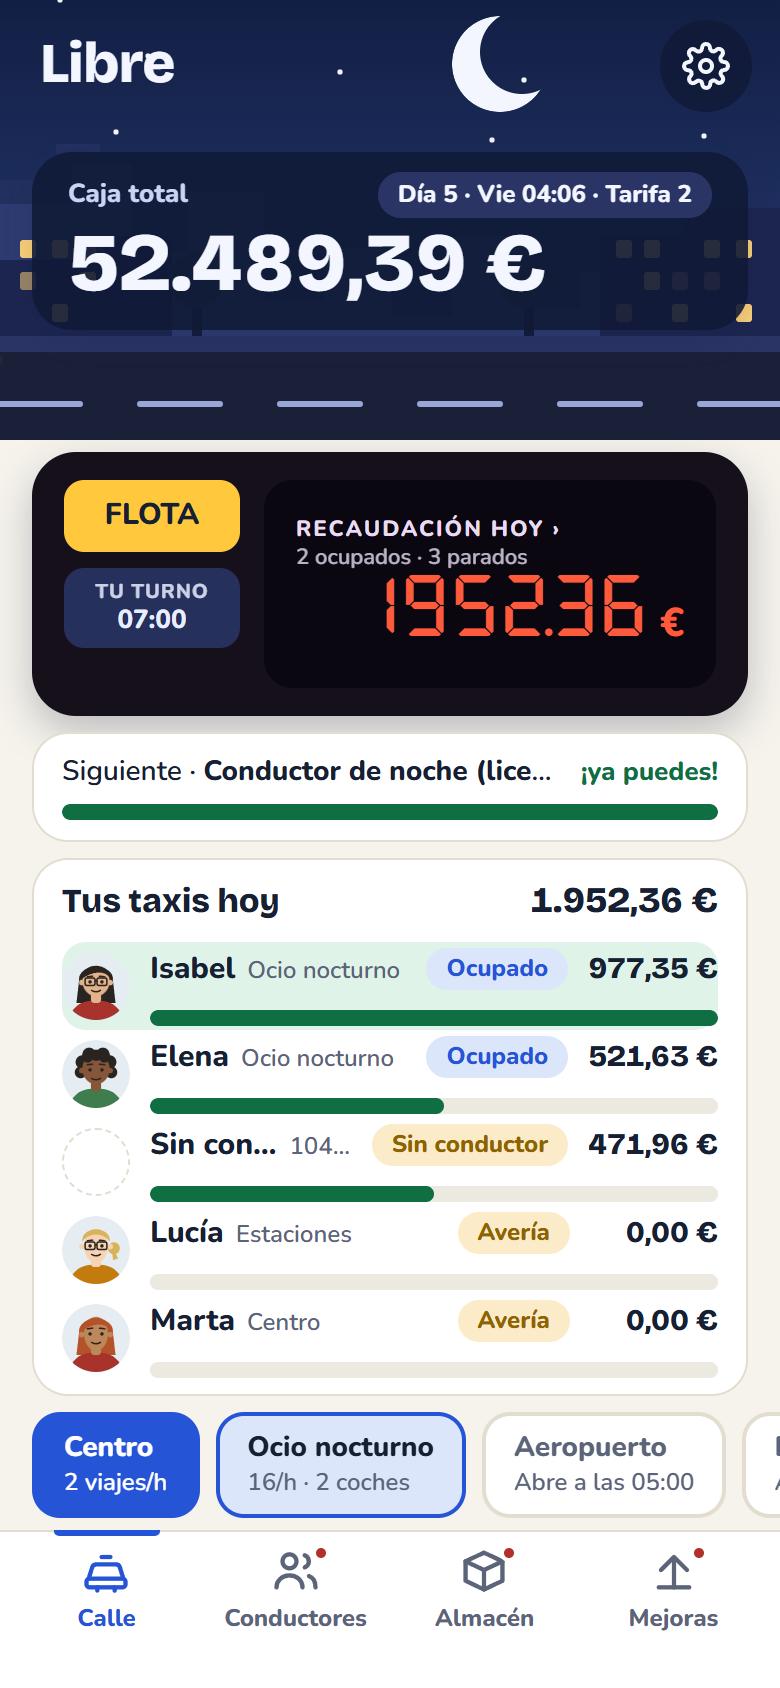 Libre
Caja total
Día 5 · Vie 04:06 · Tarifa 2
52.489,39 €
FLOTA
TU TURNO
07:00
RECAUDACIÓN HOY ›
2 ocupados · 3 parados
1952.36 €
Siguiente · Conductor de noche (lice...
¡ya puedes!
Tus taxis hoy
1.952,36 €
Isabel Ocio nocturno Ocupado 977,35 €
Elena Ocio nocturno Ocupado 521,63 €
Sin con... 104... Sin conductor 471,96 €
Lucía Estaciones Avería 0,00 €
Marta Centro Avería 0,00 €
Centro
2 viajes/h
Ocio nocturno
16/h · 2 coches
Aeropuerto
Abre a las 05:00
Calle
Conductores
Almacén
Mejoras